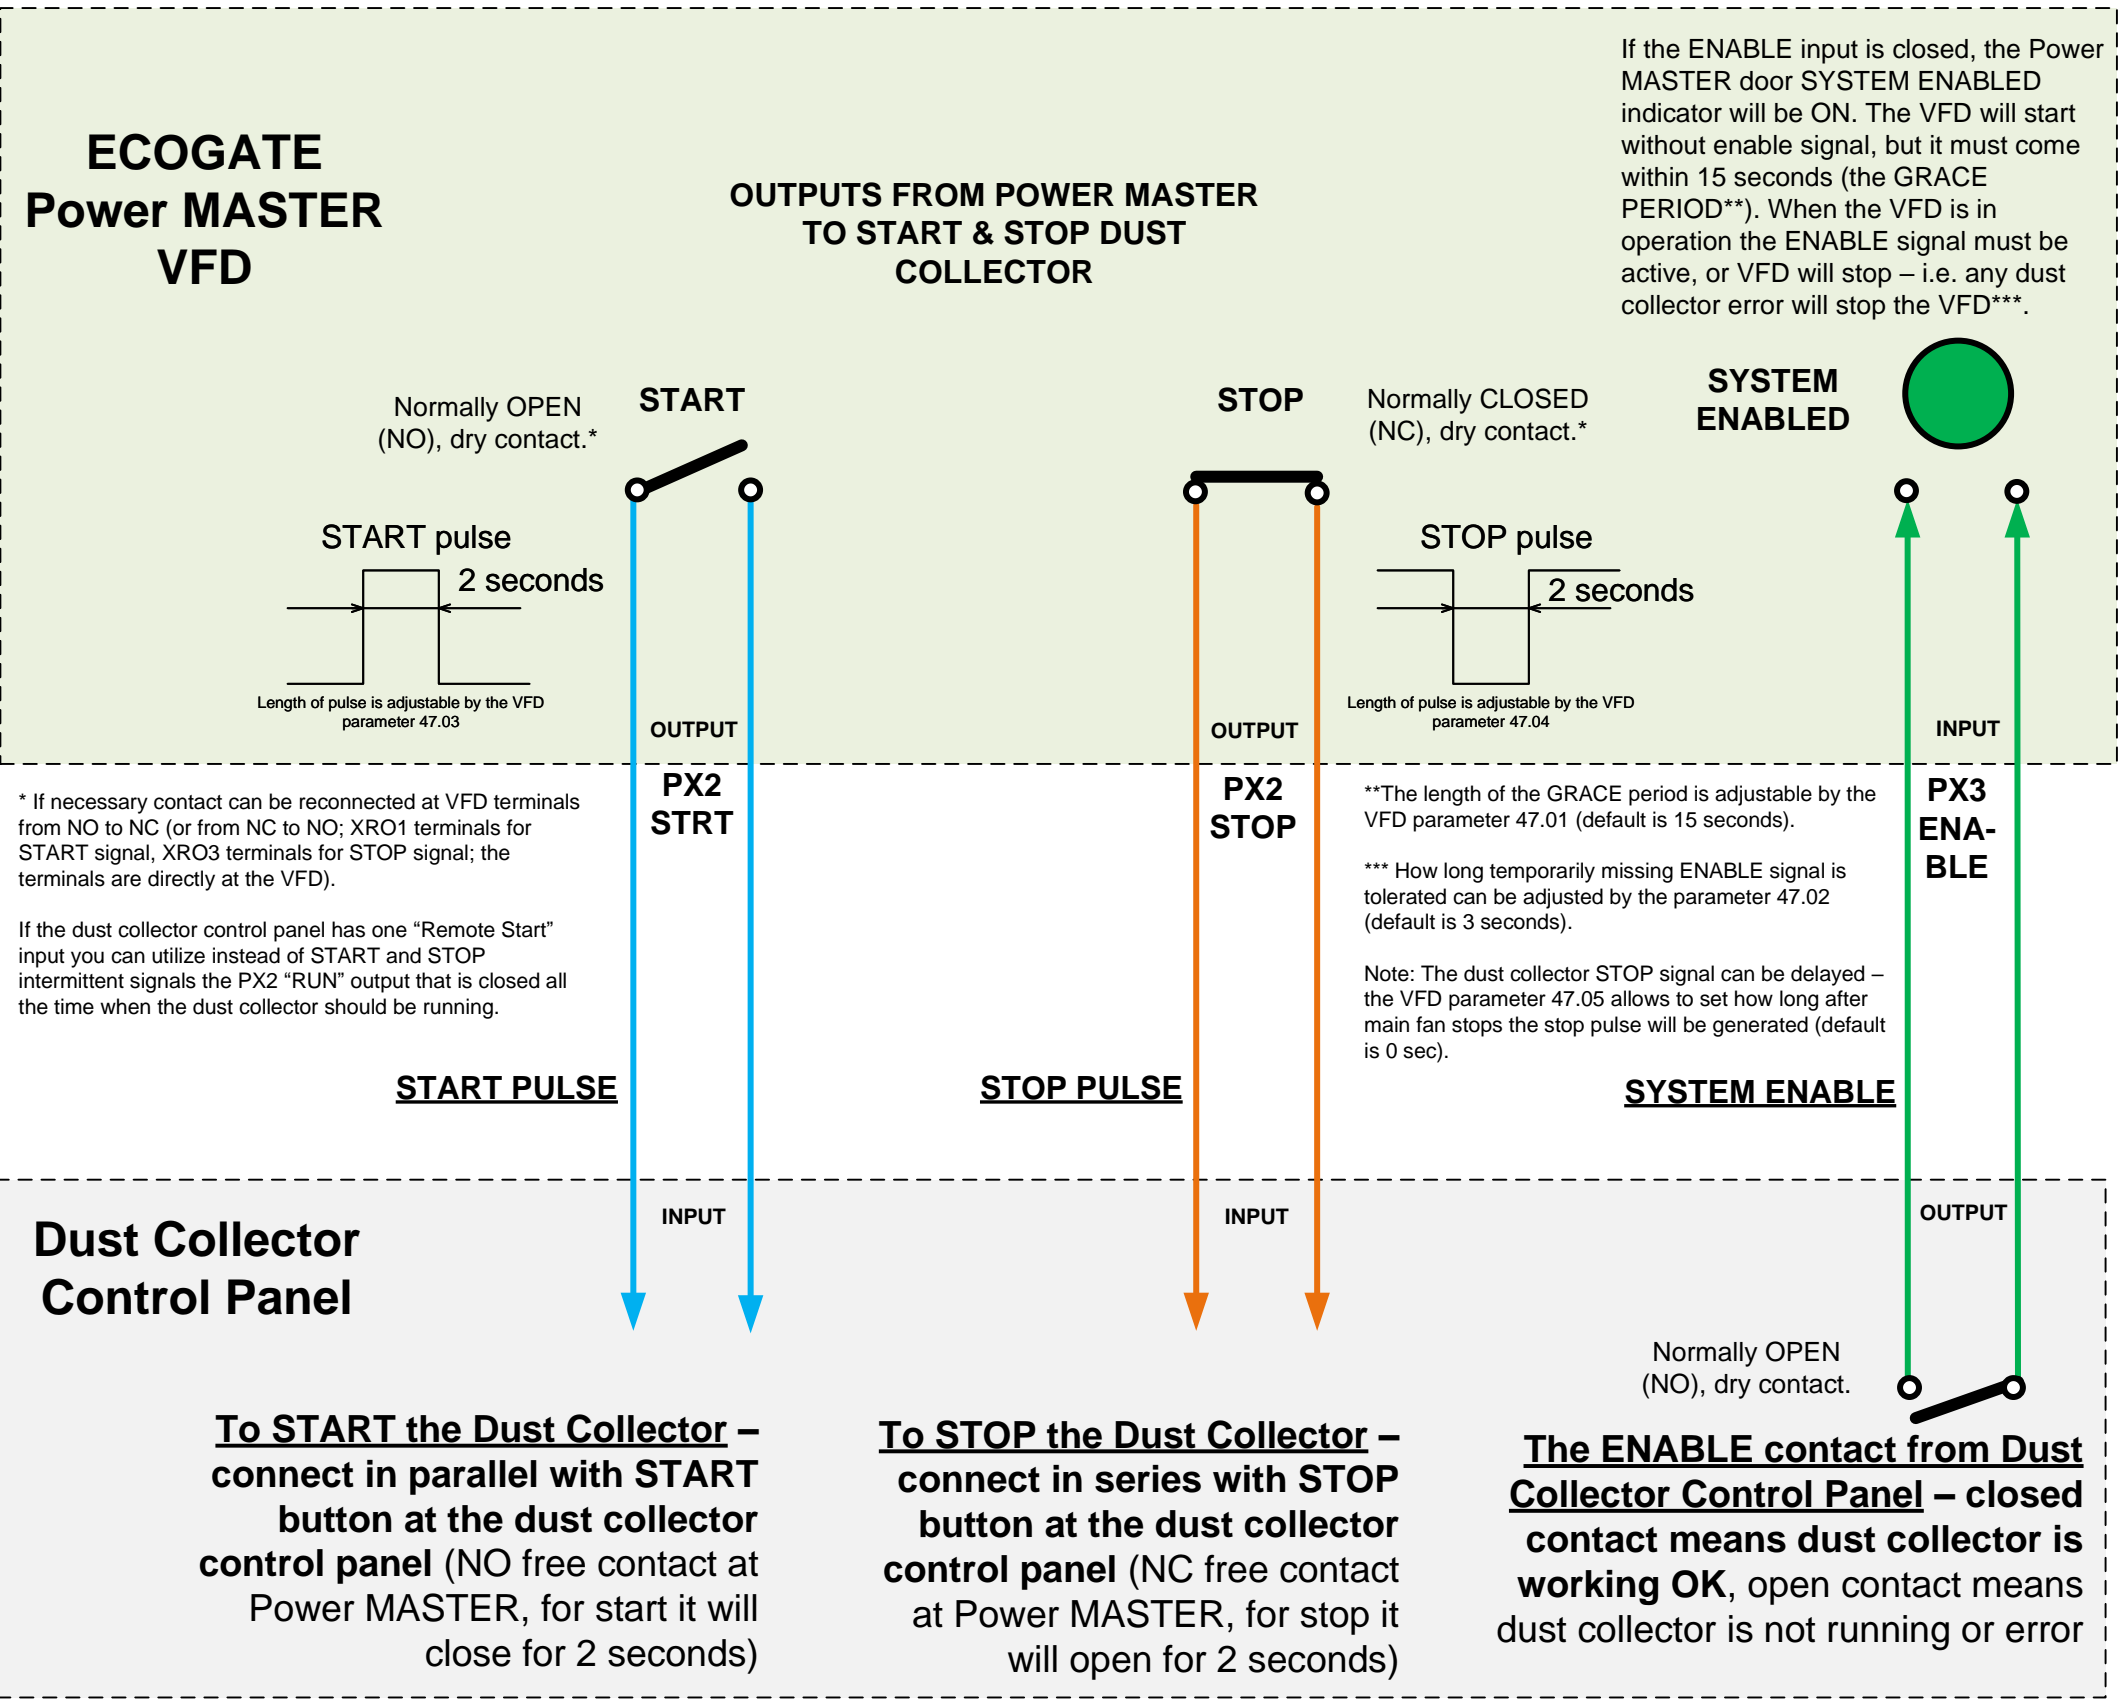 ECOGATE
Power MASTER
VFD
OUTPUTS FROM POWER MASTER
TO START & STOP DUST
COLLECTOR
If the ENABLE input is closed, the Power
MASTER door SYSTEM ENABLED
indicator will be ON. The VFD will start
without enable signal, but it must come
within 15 seconds (the GRACE
PERIOD**). When the VFD is in
operation the ENABLE signal must be
active, or VFD will stop – i.e. any dust
collector error will stop the VFD***.
Normally OPEN
(NO), dry contact.*
START
STOP
Normally CLOSED
(NC), dry contact.*
SYSTEM
ENABLED
START pulse
2 seconds
Length of pulse is adjustable by the VFD
parameter 47.03
STOP pulse
2 seconds
Length of pulse is adjustable by the VFD
parameter 47.04
OUTPUT
OUTPUT
INPUT
PX2
STRT
PX2
STOP
PX3
ENA-
BLE
* If necessary contact can be reconnected at VFD terminals
from NO to NC (or from NC to NO; XRO1 terminals for
START signal, XRO3 terminals for STOP signal; the
terminals are directly at the VFD).
If the dust collector control panel has one “Remote Start”
input you can utilize instead of START and STOP
intermittent signals the PX2 “RUN” output that is closed all
the time when the dust collector should be running.
**The length of the GRACE period is adjustable by the
VFD parameter 47.01 (default is 15 seconds).
*** How long temporarily missing ENABLE signal is
tolerated can be adjusted by the parameter 47.02
(default is 3 seconds).
Note: The dust collector STOP signal can be delayed –
the VFD parameter 47.05 allows to set how long after
main fan stops the stop pulse will be generated (default
is 0 sec).
START PULSE
STOP PULSE
SYSTEM ENABLE
Dust Collector
Control Panel
INPUT
INPUT
OUTPUT
Normally OPEN
(NO), dry contact.
To START the Dust Collector –
connect in parallel with START
button at the dust collector
control panel (NO free contact at
Power MASTER, for start it will
close for 2 seconds)
To STOP the Dust Collector –
connect in series with STOP
button at the dust collector
control panel (NC free contact
at Power MASTER, for stop it
will open for 2 seconds)
The ENABLE contact from Dust
Collector Control Panel – closed
contact means dust collector is
working OK, open contact means
dust collector is not running or error